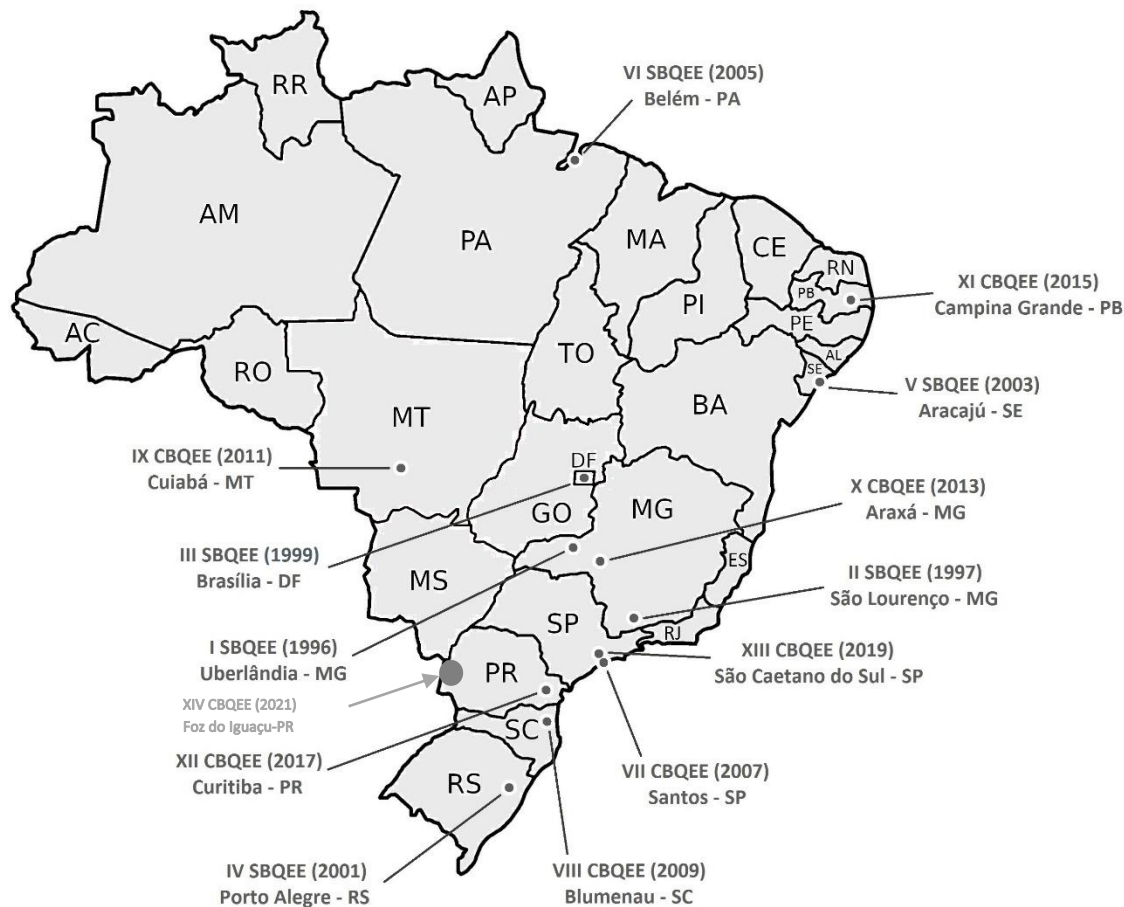 VI SBQEE (2005)
Belém - PA
RR
AP
AM
PA
MA
CE
RN
PB
XI CBQEE (2015)
Campina Grande - PB
PI
PE
AC
TO
AL
RO
SE
V SBQEE (2003)
Aracajú - SE
BA
MT
IX CBQEE (2011)
Cuiabá - MT
DF
X CBQEE (2013)
Araxá - MG
GO
MG
III SBQEE (1999)
Brasília - DF
MS
ES
II SBQEE (1997)
São Lourenço - MG
SP
RJ
I SBQEE (1996)
Uberlândia - MG
XIII CBQEE (2019)
São Caetano do Sul - SP
PR
XIV CBQEE (2021)
Foz do Iguaçu-PR
SC
XII CBQEE (2017)
Curitiba - PR
VII CBQEE (2007)
Santos - SP
RS
IV SBQEE (2001)
Porto Alegre - RS
VIII CBQEE (2009)
Blumenau - SC